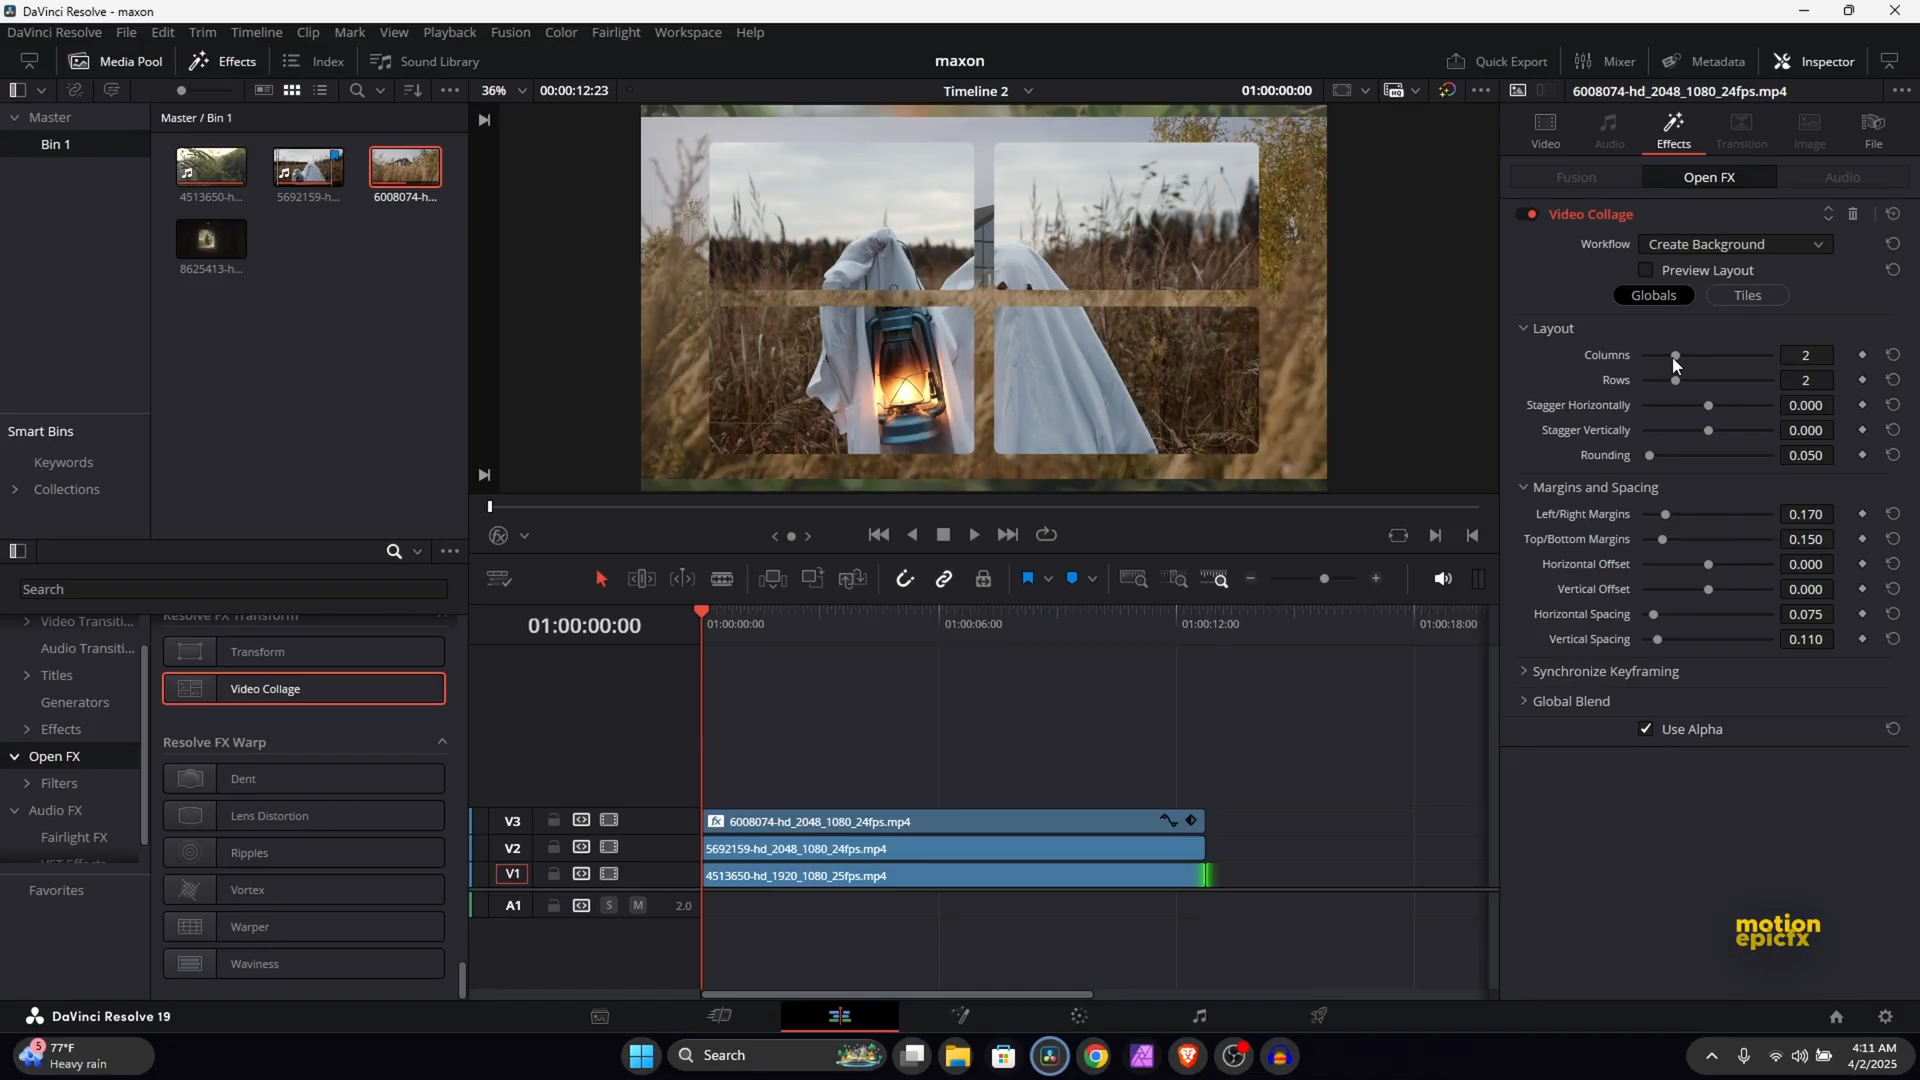 DaVinci Resolve - maxon
DaVinci Resolve File Edit Trim Timeline Clip Mark View Playback Fusion Color Fairlight Workspace Help
Media Pool Effects Index Sound Library maxon Quick Export Mixer Metadata Inspector
36% 00:00:12:23 Timeline 2 01:00:00:00 6008074-hd_2048_1080_24fps.mp4
Master Master / Bin 1
Bin 1
4513650-h... 5692159-h... 6008074-h...
8625413-h...
Smart Bins
Keywords
Collections
Video Audio Effects Transition Image File
Fusion Open FX Audio
Video Collage
Workflow Create Background
Preview Layout
Globals Tiles
Layout
Columns 2
Rows 2
Stagger Horizontally 0.000
Stagger Vertically 0.000
Rounding 0.050
Margins and Spacing
Left/Right Margins 0.170
Top/Bottom Margins 0.150
Horizontal Offset 0.000
Vertical Offset 0.000
Horizontal Spacing 0.075
Vertical Spacing 0.110
Synchronize Keyframing
Global Blend
Use Alpha
Search
Video Transiti...
Audio Transiti...
Titles
Generators
Effects
Open FX
Filters
Audio FX
Fairlight FX
Favorites
Resolve FX Transform
Transform
Video Collage
Resolve FX Warp
Dent
Lens Distortion
Ripples
Vortex
Warper
Waviness
01:00:00:00 01:00:00:00 01:00:06:00 01:00:12:00 01:00:18:00
V3 fx 6008074-hd_2048_1080_24fps.mp4
V2 5692159-hd_2048_1080_24fps.mp4
V1 4513650-hd_1920_1080_25fps.mp4
A1 S M 2.0
motion
epicfx
DaVinci Resolve 19
5 77°F
Heavy rain
Search
4:11 AM
4/2/2025